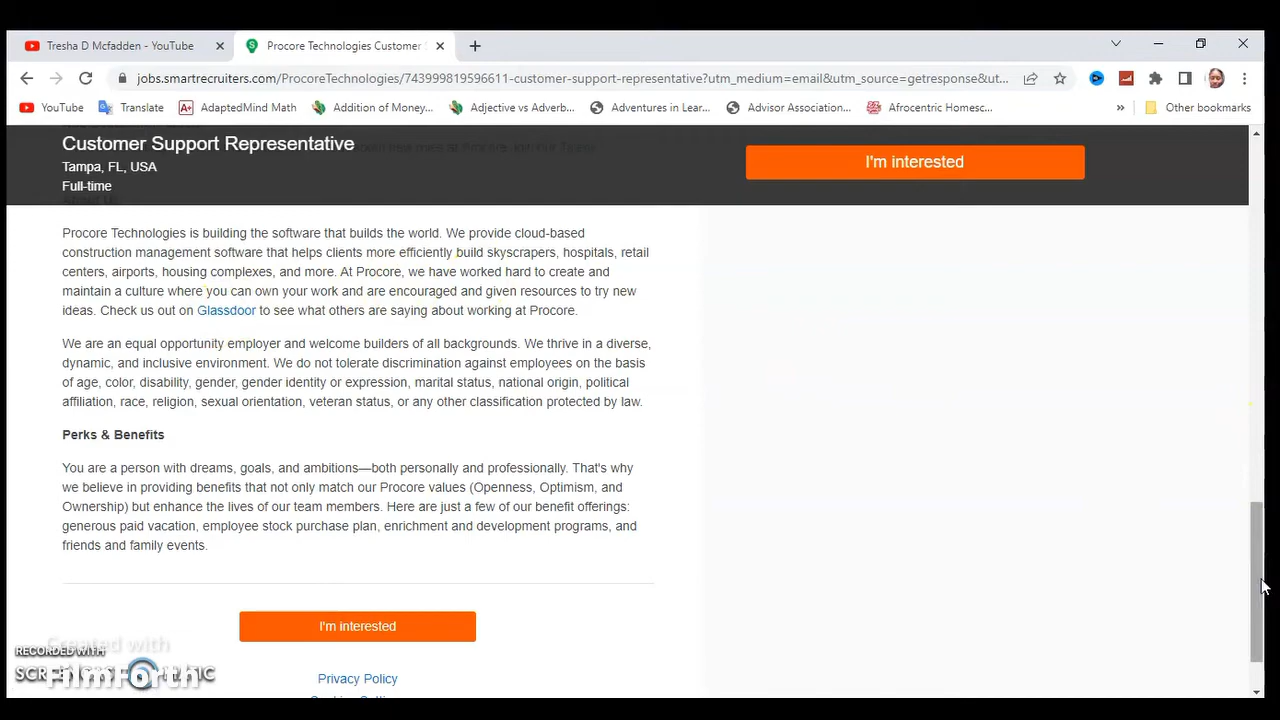 Tresha D Mcfadden - YouTube
Procore Technologies Customer
jobs.smartrecruiters.com/ProcoreTechnologies/743999819596611-customer-support-representative?utm_medium=email&utm_source=getresponse&ut...
YouTube
Translate
AdaptedMind Math
Addition of Money...
Adjective vs Adverb...
Adventures in Lear...
Advisor Association...
Afrocentric Homesc...
Other bookmarks
Customer Support Representative
Tampa, FL, USA
Full-time
I'm interested
Procore Technologies is building the software that builds the world. We provide cloud-based
construction management software that helps clients more efficiently build skyscrapers, hospitals, retail
centers, airports, housing complexes, and more. At Procore, we have worked hard to create and
maintain a culture where you can own your work and are encouraged and given resources to try new
ideas. Check us out on Glassdoor to see what others are saying about working at Procore.
We are an equal opportunity employer and welcome builders of all backgrounds. We thrive in a diverse,
dynamic, and inclusive environment. We do not tolerate discrimination against employees on the basis
of age, color, disability, gender, gender identity or expression, marital status, national origin, political
affiliation, race, religion, sexual orientation, veteran status, or any other classification protected by law.
Perks & Benefits
You are a person with dreams, goals, and ambitions—both personally and professionally. That's why
we believe in providing benefits that not only match our Procore values (Openness, Optimism, and
Ownership) but enhance the lives of our team members. Here are just a few of our benefit offerings:
generous paid vacation, employee stock purchase plan, enrichment and development programs, and
friends and family events.
I'm interested
Created with
RECORDED WITH
FilmForth
Privacy Policy